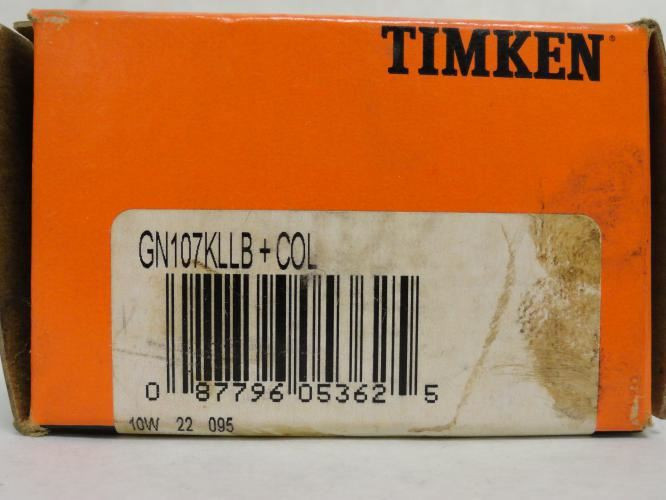 TIMKEN®
GN107KLLB + COL
0 87796 05362 5
10W 22 095